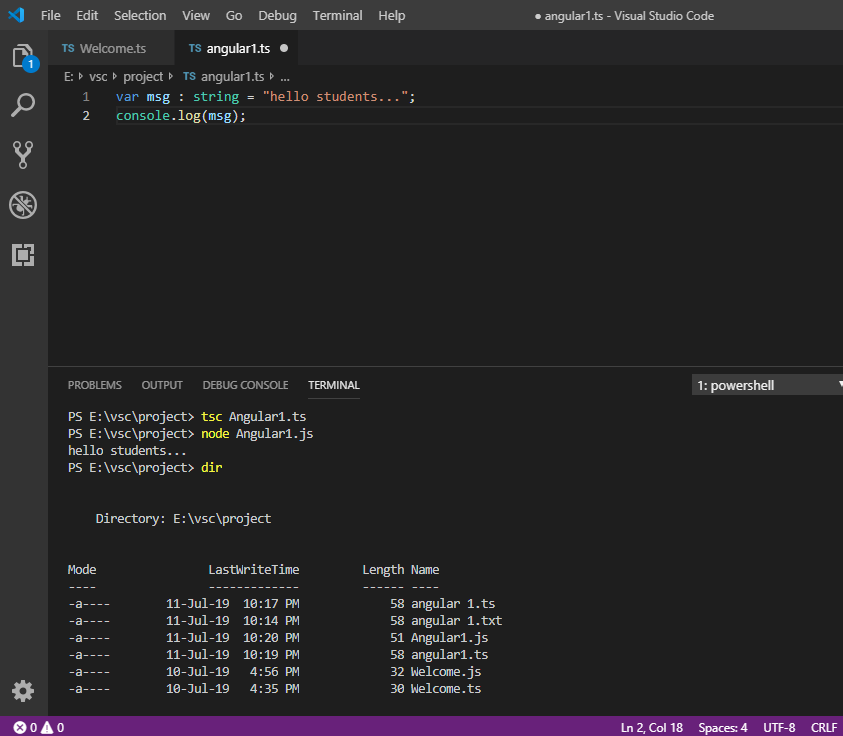 File Edit Selection View Go Debug Terminal Help ● angular1.ts - Visual Studio Code
TS Welcome.ts TS angular1.ts ●
1
E: vsc project TS angular1.ts ...
1 var msg : string = "hello students...";
2 console.log(msg);
PROBLEMS OUTPUT DEBUG CONSOLE TERMINAL 1: powershell
PS E:\vsc\project> tsc Angular1.ts
PS E:\vsc\project> node Angular1.js
hello students...
PS E:\vsc\project> dir
Directory: E:\vsc\project
Mode LastWriteTime Length Name
---- ------------- ------ ----
-a---- 11-Jul-19 10:17 PM 58 angular 1.ts
-a---- 11-Jul-19 10:14 PM 58 angular 1.txt
-a---- 11-Jul-19 10:20 PM 51 Angular1.js
-a---- 11-Jul-19 10:19 PM 58 angular1.ts
-a---- 10-Jul-19 4:56 PM 32 Welcome.js
-a---- 10-Jul-19 4:35 PM 30 Welcome.ts
0 0 Ln 2, Col 18 Spaces: 4 UTF-8 CRLF